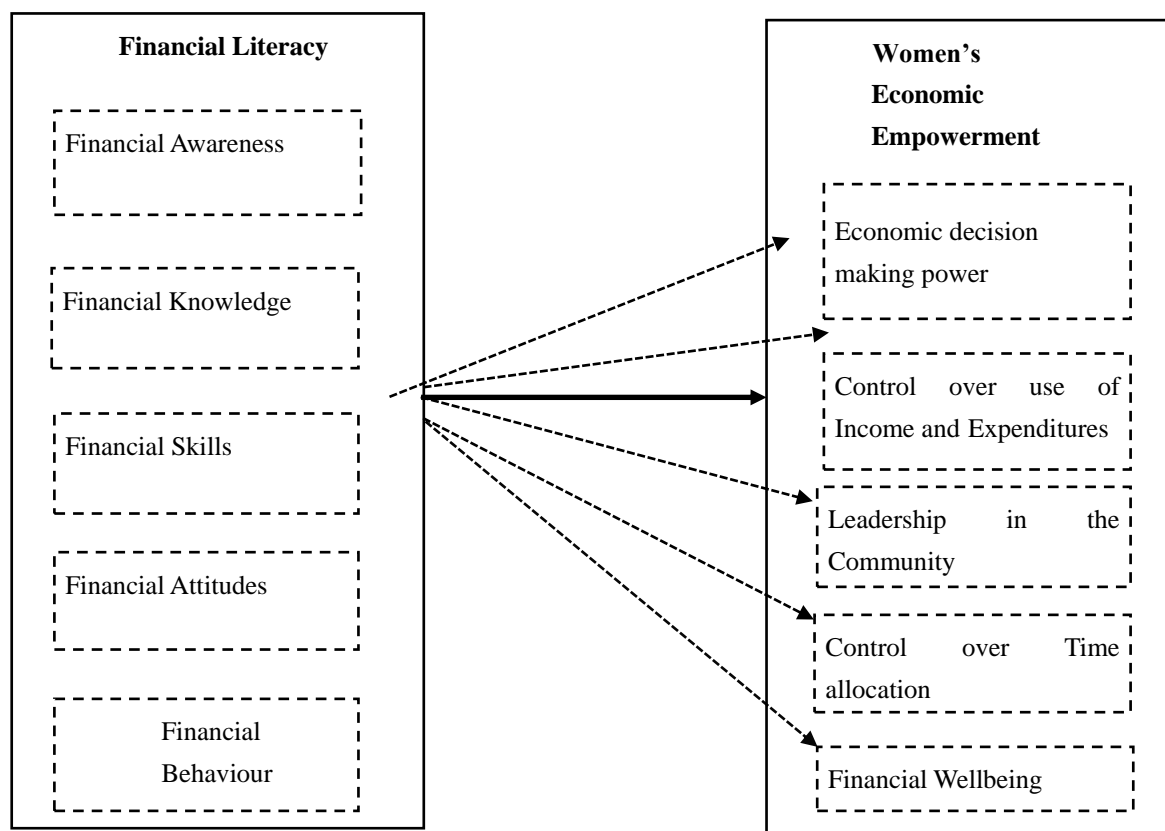 Financial Literacy
Financial Awareness
Financial Knowledge
Financial Skills
Financial Attitudes
Financial
Behaviour
Women’s
Economic
Empowerment
Economic decision
making power
Control over use of
Income and Expenditures
Leadership in the
Community
Control over Time
allocation
Financial Wellbeing